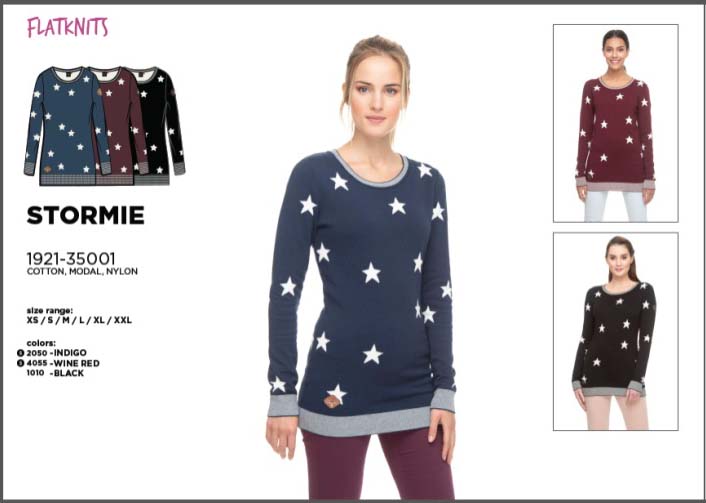 FLATKNITS
STORMIE
1921-35001
COTTON, MODAL, NYLON
size range:
XS / S / M / L / XL / XXL
colors:
2050 -INDIGO
4055 -WINE RED
1010 -BLACK